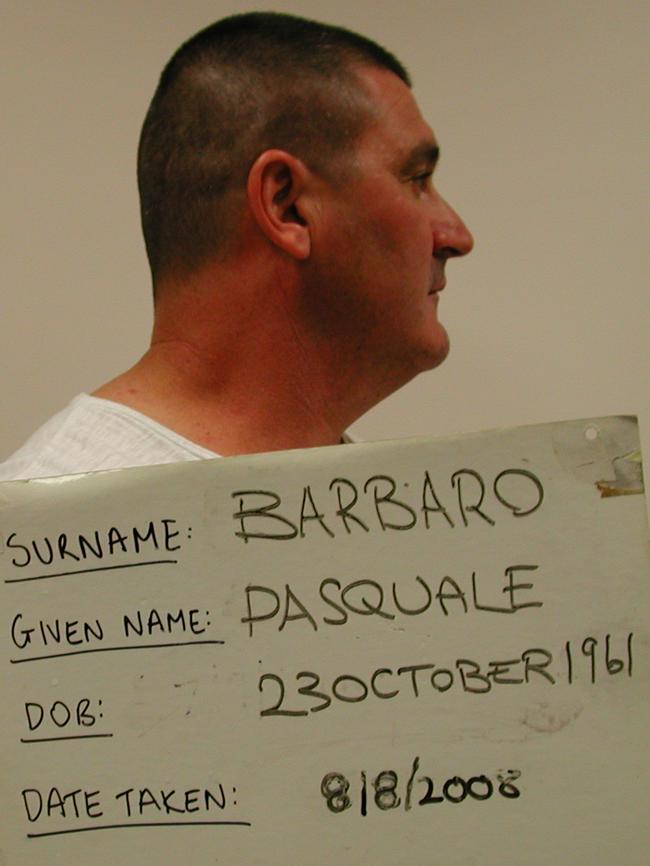 SURNAME: BARBARO
GIVEN NAME: PASQUALE
DOB: 23 OCTOBER 1961
DATE TAKEN: 8/8/2008